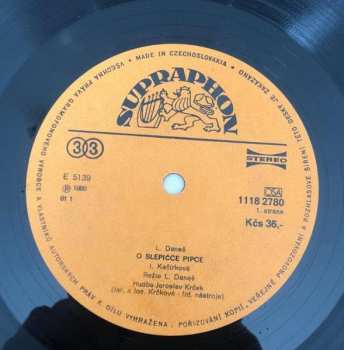 VŠECHNA PRÁVA GRAMOFONOVÉHO VÝROBCE A VLASTNÍKŮ AUTORSKÝCH PRÁV K DÍLU VYHRAŽENA · POŘIZOVÁNÍ KOPIÍ, VEŘEJNÉ PROVOZOVÁNÍ A ROZHLASOVÉ ŠÍŘENÍ TÉTO DESKY JE ZAKÁZÁNO
MADE IN CZECHOSLOVAKIA
SUPRAPHON
33
STEREO
E 5139
℗ 1980
1118 2780
1. strana
Kčs 36,-
L. Daneš
O SLEPIČCE PIPCE
I. Kačírková
Režie L. Daneš
Hudba Jaroslav Krček